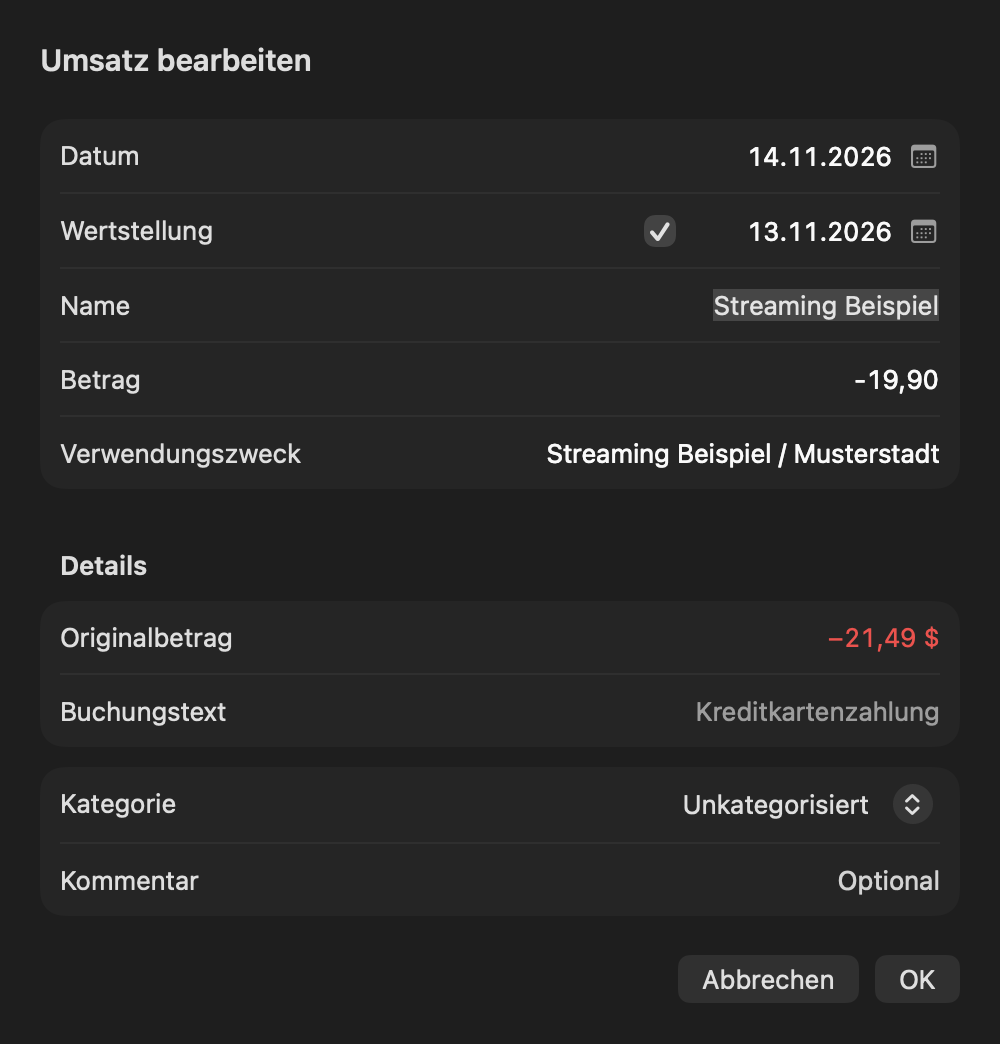 Umsatz bearbeiten
Datum 14.11.2026
Wertstellung 13.11.2026
Name Streaming Beispiel
Betrag -19,90
Verwendungszweck Streaming Beispiel / Musterstadt
Details
Originalbetrag –21,49 $
Buchungstext Kreditkartenzahlung
Kategorie Unkategorisiert
Kommentar Optional
Abbrechen OK